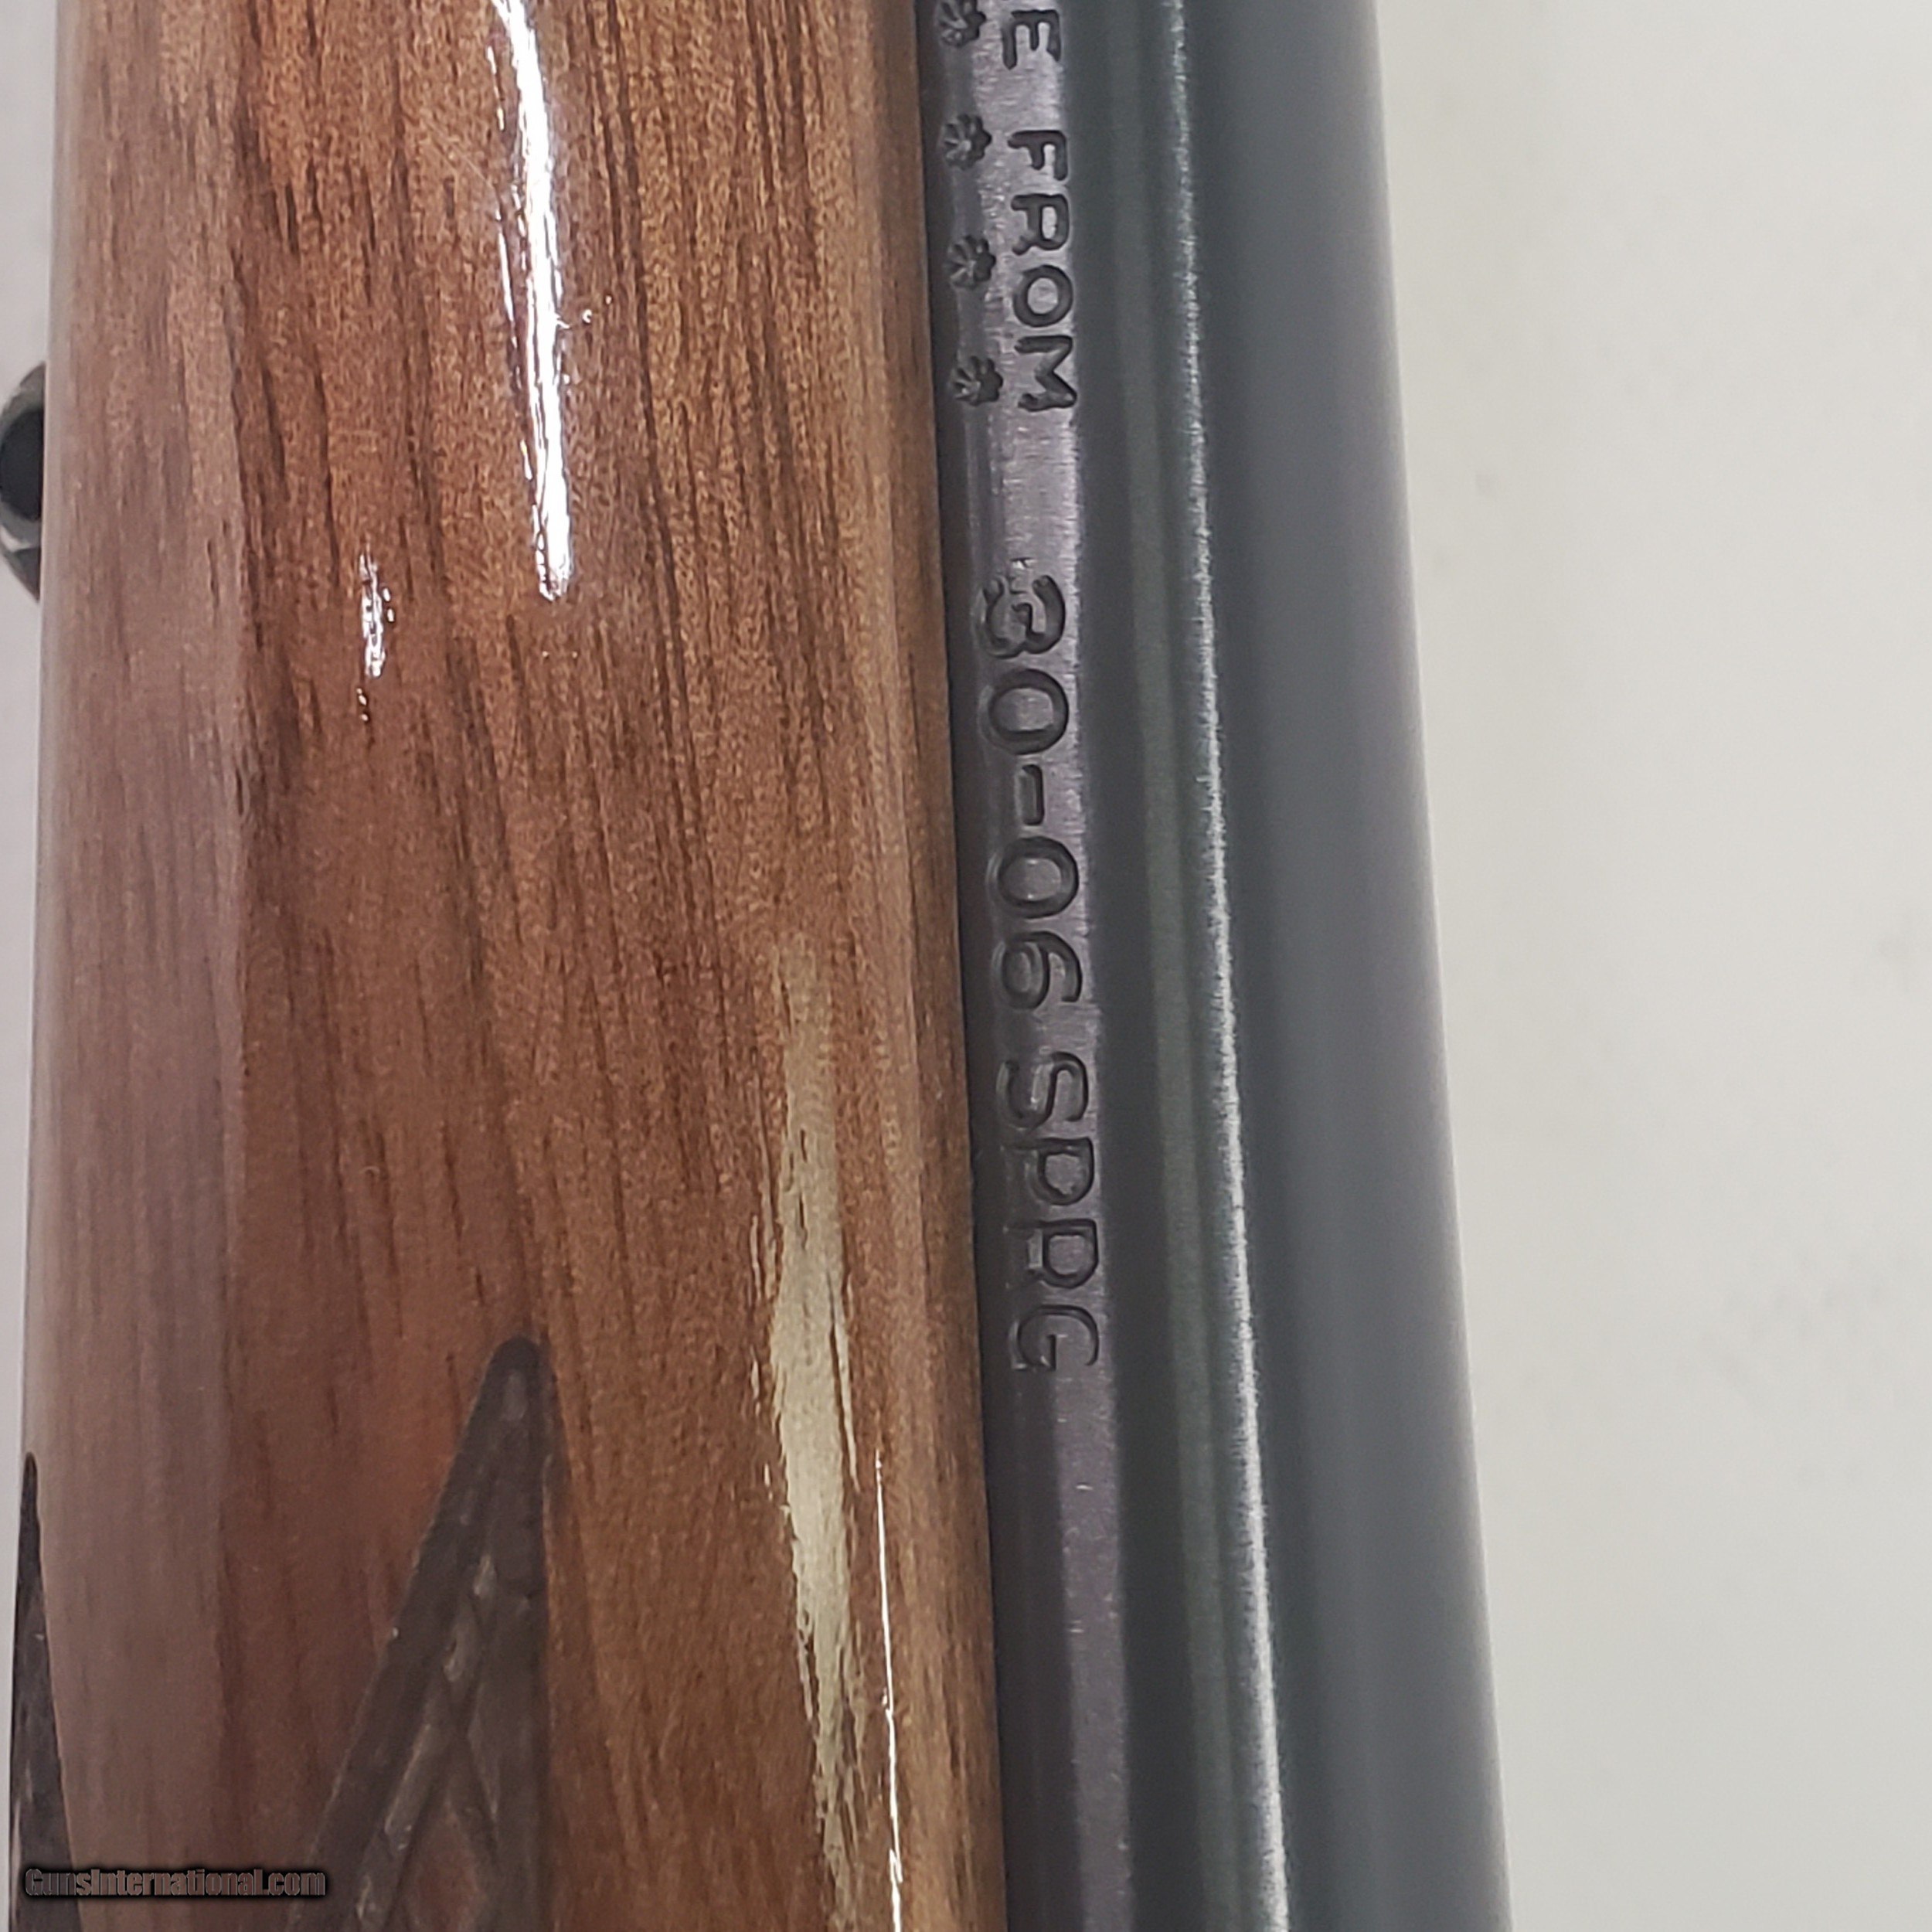 E FROM 30-06 SPRG
GunsInternational.com